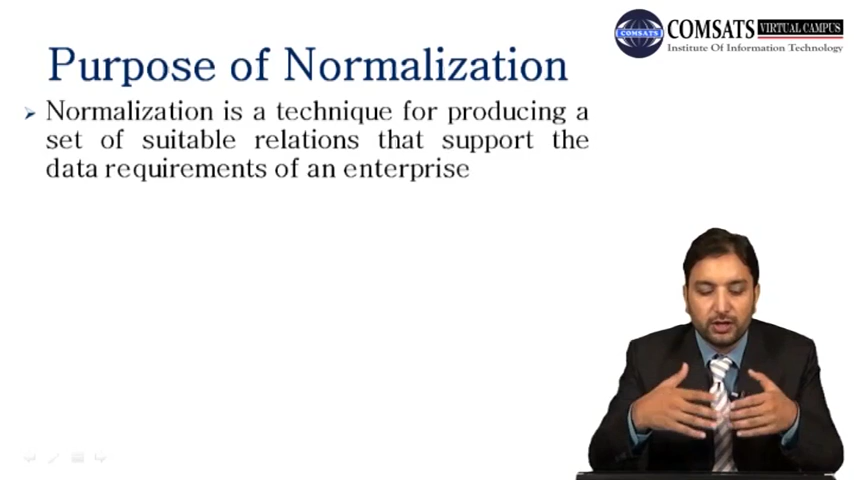 COMSATS VIRTUAL CAMPUS
COMSATS
Institute Of Information Technology
Purpose of Normalization
Normalization is a technique for producing a
set of suitable relations that support the
data requirements of an enterprise